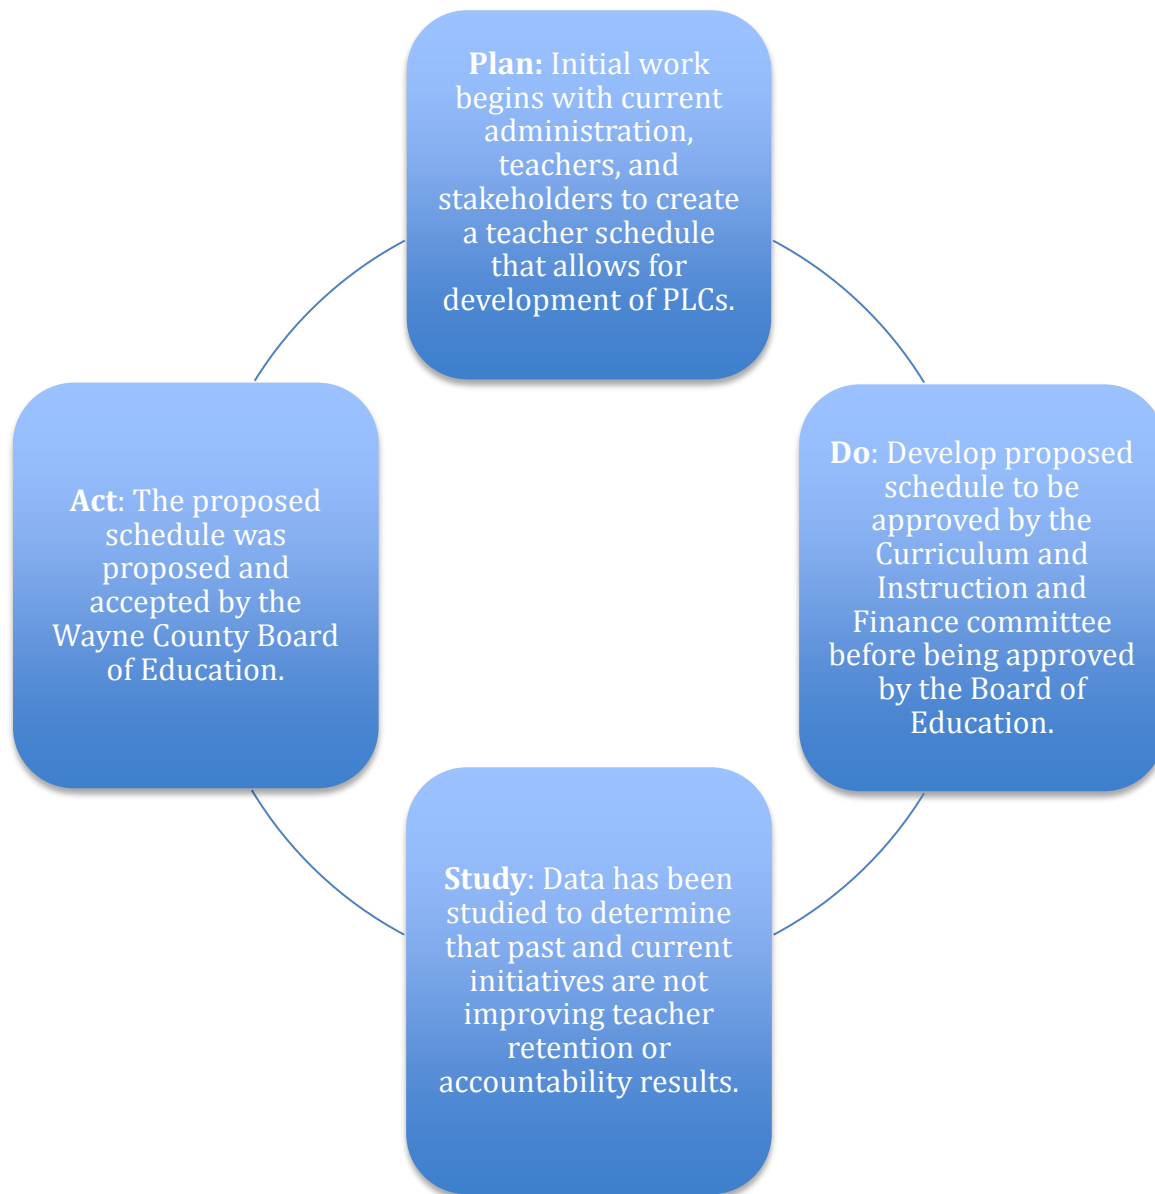 Plan: Initial work
begins with current
administration,
teachers, and
stakeholders to create
a teacher schedule
that allows for
development of PLCs.
Do: Develop proposed
schedule to be
approved by the
Curriculum and
Instruction and
Finance committee
before being approved
by the Board of
Education.
Study: Data has been
studied to determine
that past and current
initiatives are not
improving teacher
retention or
accountability results.
Act: The proposed
schedule was
proposed and
accepted by the
Wayne County Board
of Education.